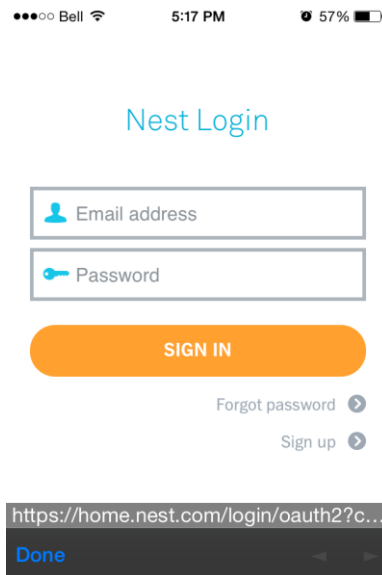 ●●●○○ Bell 5:17 PM 57%
Nest Login
Email address
Password
SIGN IN
Forgot password
Sign up
https://home.nest.com/login/oauth2?c...
Done